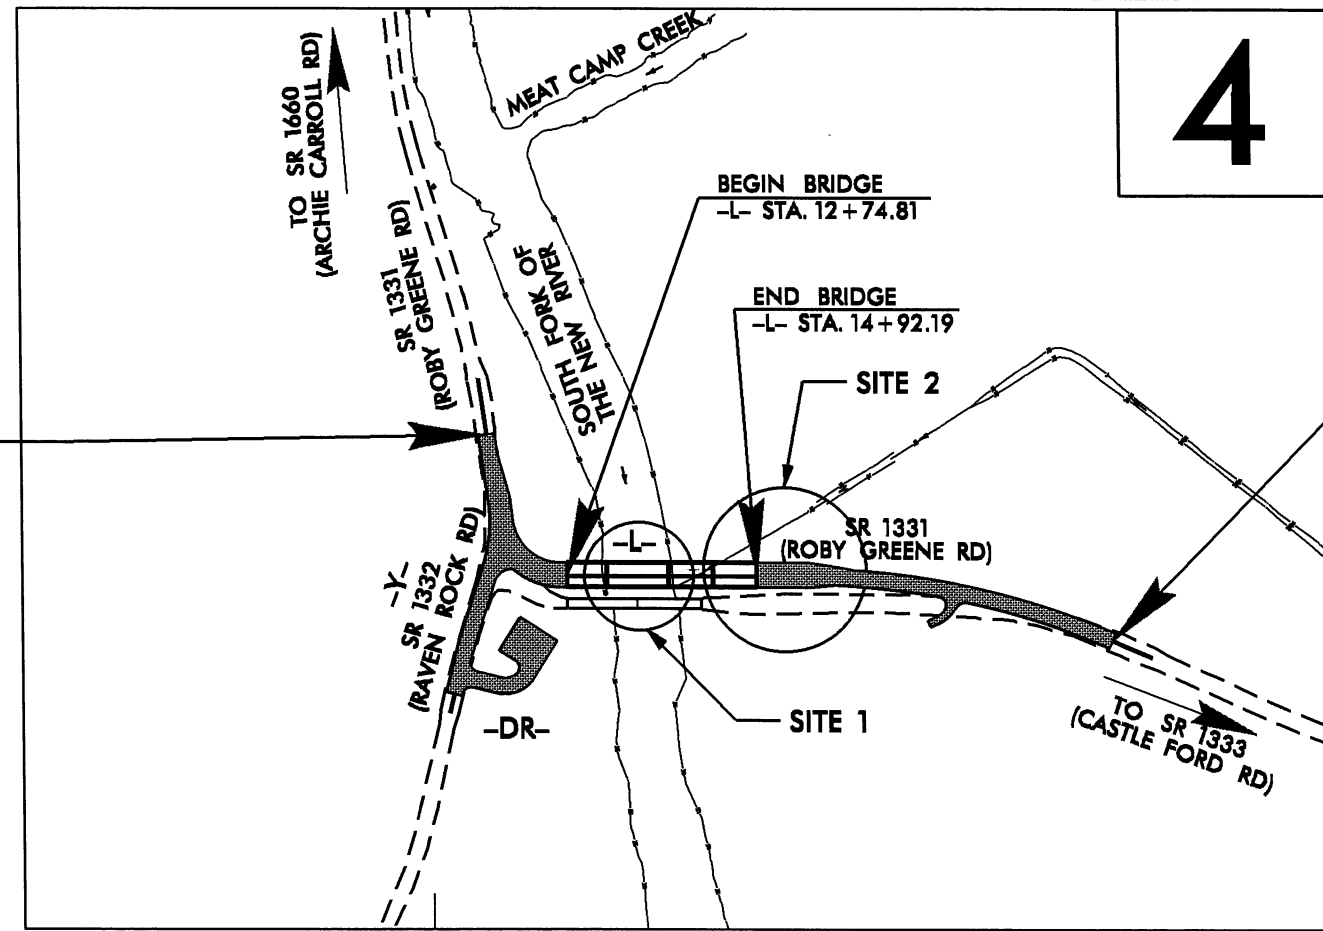 4
MEAT CAMP CREEK
TO SR 1660
(ARCHIE CARROLL RD)
BEGIN BRIDGE
-L- STA. 12+74.81
SR 1331
(ROBY GREENE RD)
SOUTH FORK OF
THE NEW RIVER
END BRIDGE
-L- STA. 14+92.19
SITE 2
-L-
SR 1331
(ROBY GREENE RD)
-Y-
SR 1332
(RAVEN ROCK RD)
-DR-
SITE 1
TO SR 1333
(CASTLE FORD RD)